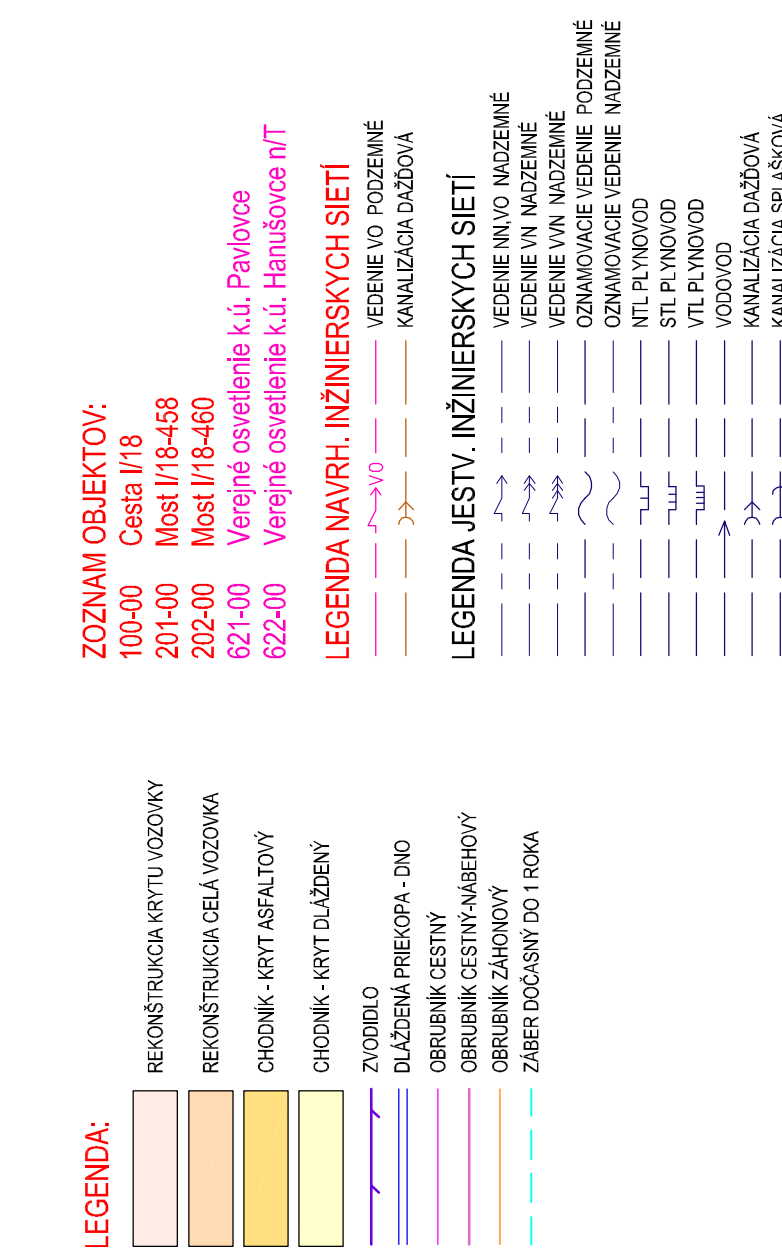 LEGENDA:
REKONŠTRUKCIA KRYTU VOZOVKY
REKONŠTRUKCIA CELÁ VOZOVKA
CHODNÍK - KRYT ASFALTOVÝ
CHODNÍK - KRYT DLÁŽDENÝ
ZVODIDLO
DLÁŽDENÁ PRIEKOPA - DNO
OBRUBNÍK CESTNÝ
OBRUBNÍK CESTNÝ-NÁBEHOVÝ
OBRUBNÍK ZÁHONOVÝ
ZÁBER DOČASNÝ DO 1 ROKA
ZOZNAM OBJEKTOV:
100-00 Cesta I/18
201-00 Most I/18-458
202-00 Most I/18-460
621-00 Verejné osvetlenie k.ú. Pavlovce
622-00 Verejné osvetlenie k.ú. Hanušovce n/T
LEGENDA NAVRH. INŽINIERSKYCH SIETÍ
VO VEDENIE VO PODZEMNÉ
KANALIZÁCIA DAŽĎOVÁ
LEGENDA JESTV. INŽINIERSKYCH SIETÍ
VEDENIE NN,VO NADZEMNÉ
VEDENIE VN NADZEMNÉ
VEDENIE VVN NADZEMNÉ
OZNAMOVACIE VEDENIE PODZEMNÉ
OZNAMOVACIE VEDENIE NADZEMNÉ
NTL PLYNOVOD
STL PLYNOVOD
VTL PLYNOVOD
VODOVOD
KANALIZÁCIA DAŽĎOVÁ
KANALIZÁCIA SPLAŠKOVÁ